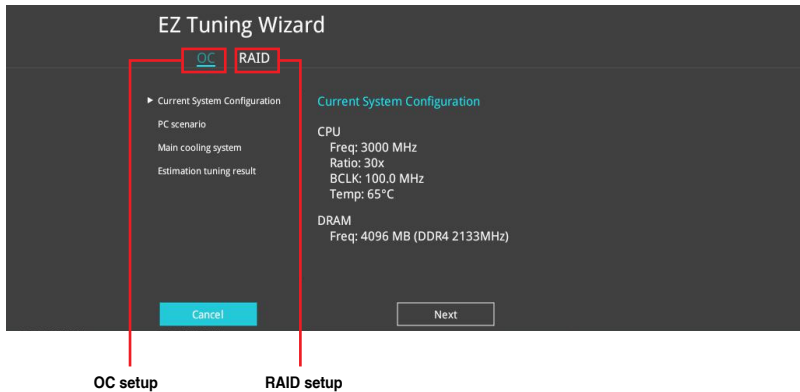 EZ Tuning Wizard
OC RAID
Current System Configuration
PC scenario
Main cooling system
Estimation tuning result
Current System Configuration
CPU
Freq: 3000 MHz
Ratio: 30x
BCLK: 100.0 MHz
Temp: 65°C
DRAM
Freq: 4096 MB (DDR4 2133MHz)
Cancel
Next
OC setup
RAID setup